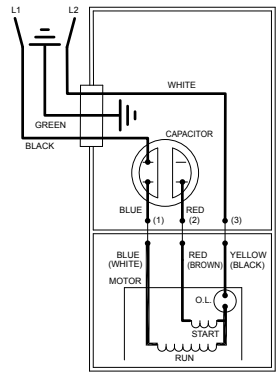 L1 L2
WHITE
GREEN
CAPACITOR
BLACK
BLUE (1) RED (2) (3)
BLUE (WHITE) RED (BROWN) YELLOW (BLACK)
MOTOR
O.L.
START
RUN